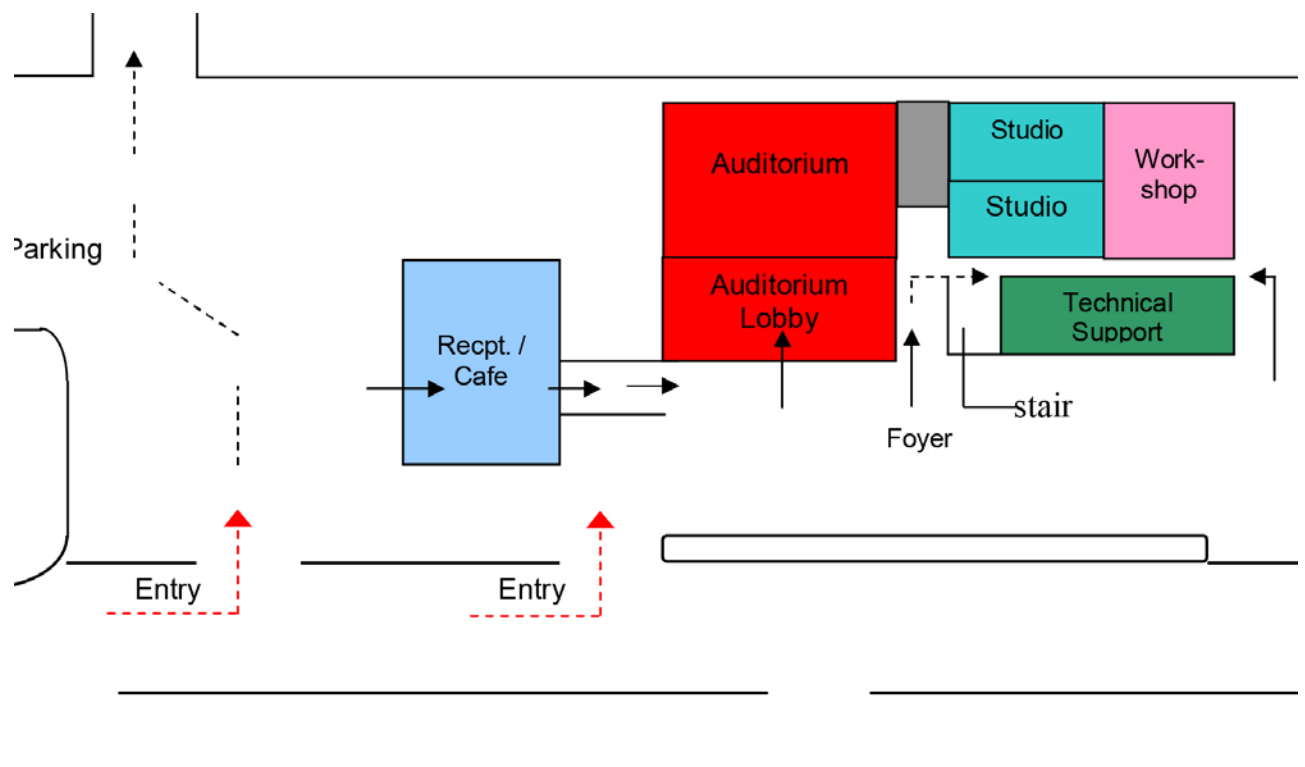 Studio
Auditorium
Work-
shop
Studio
Parking
Auditorium
Lobby
Technical
Support
Recpt. /
Cafe
stair
Foyer
Entry
Entry